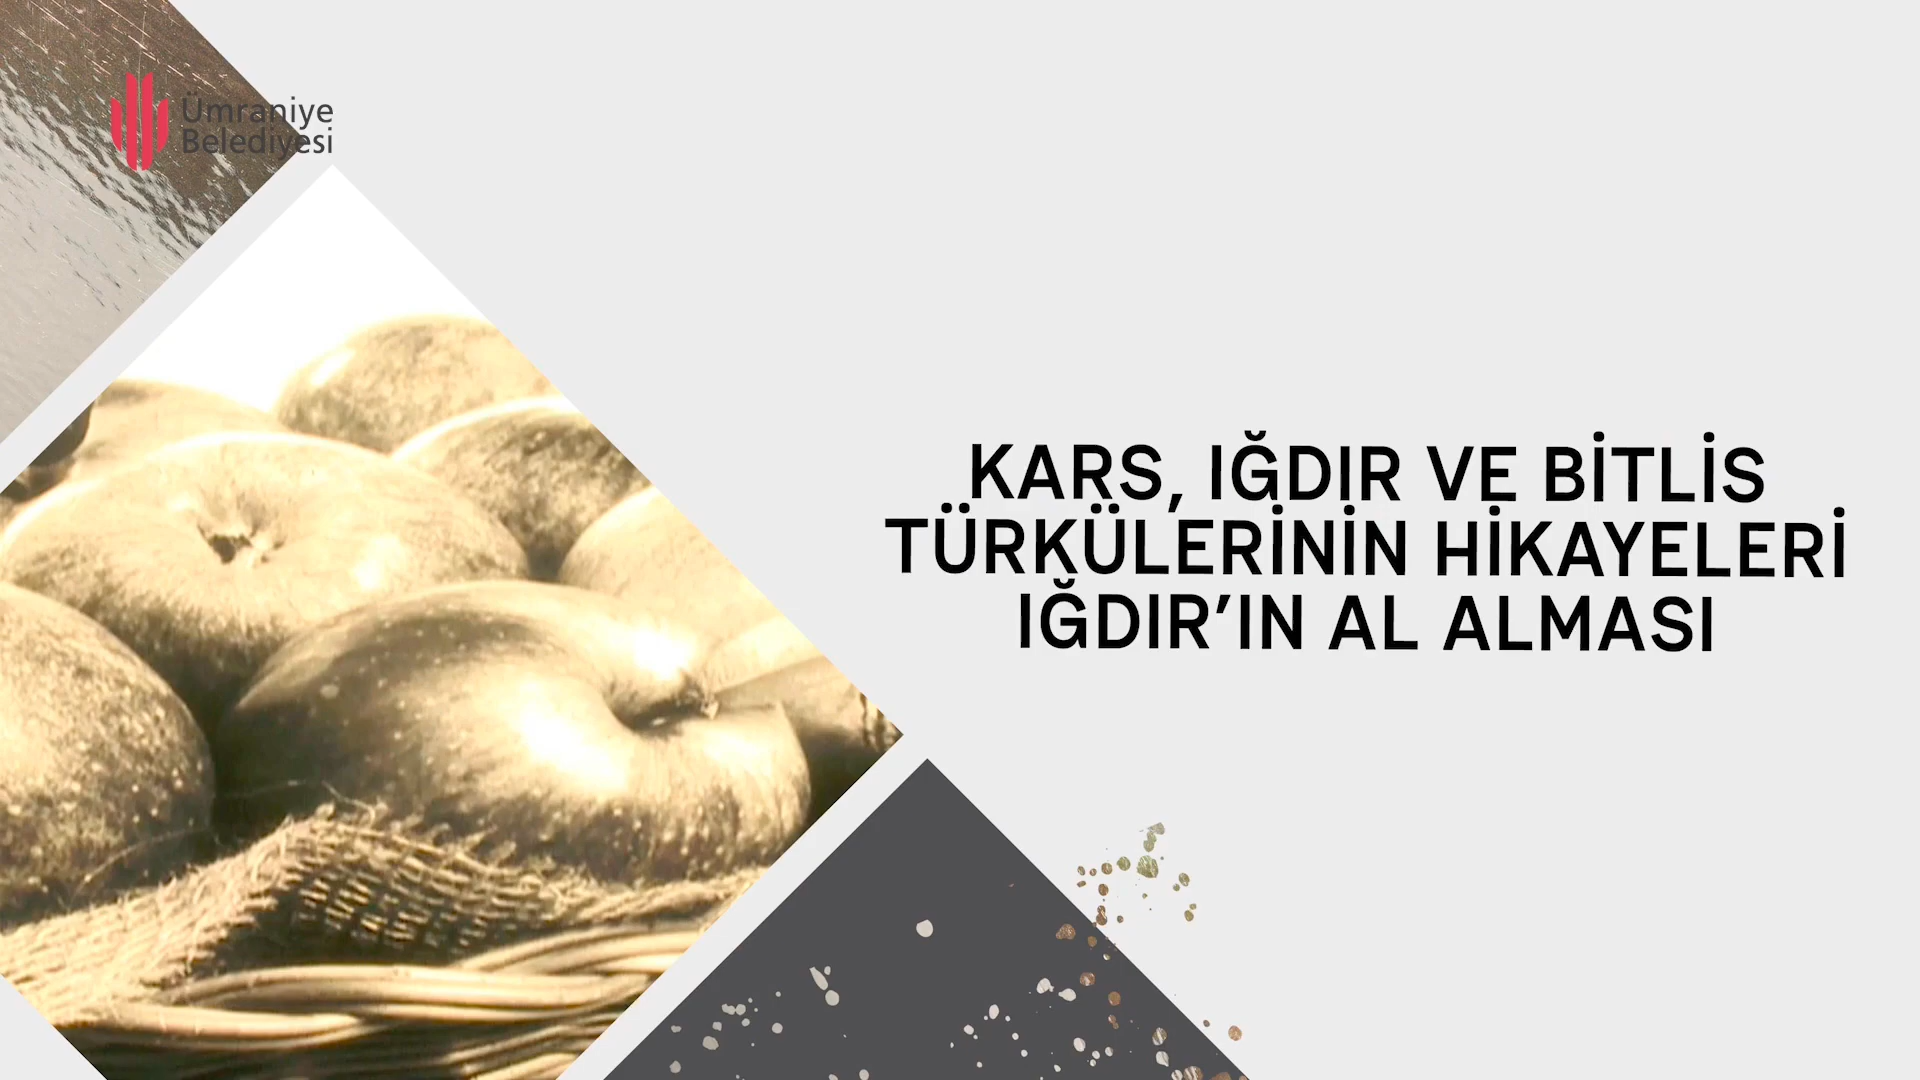 Ümraniye
Belediyesi
KARS, IĞDIR VE BİTLİS
TÜRKÜLERİNİN HİKAYELERİ
IĞDIR’IN AL ALMASI